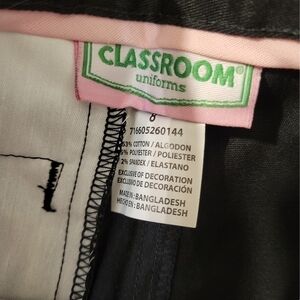 CLASSROOM®
uniforms
716605260144
COTTON / ALGODON
POLYESTER / POLIESTER
2% SPANDEX / ELASTANO
EXCLUSIVE OF DECORATION
EXCLUSIVO DE DECORACIÓN
MADE IN: BANGLADESH
HECHO EN: BANGLADESH